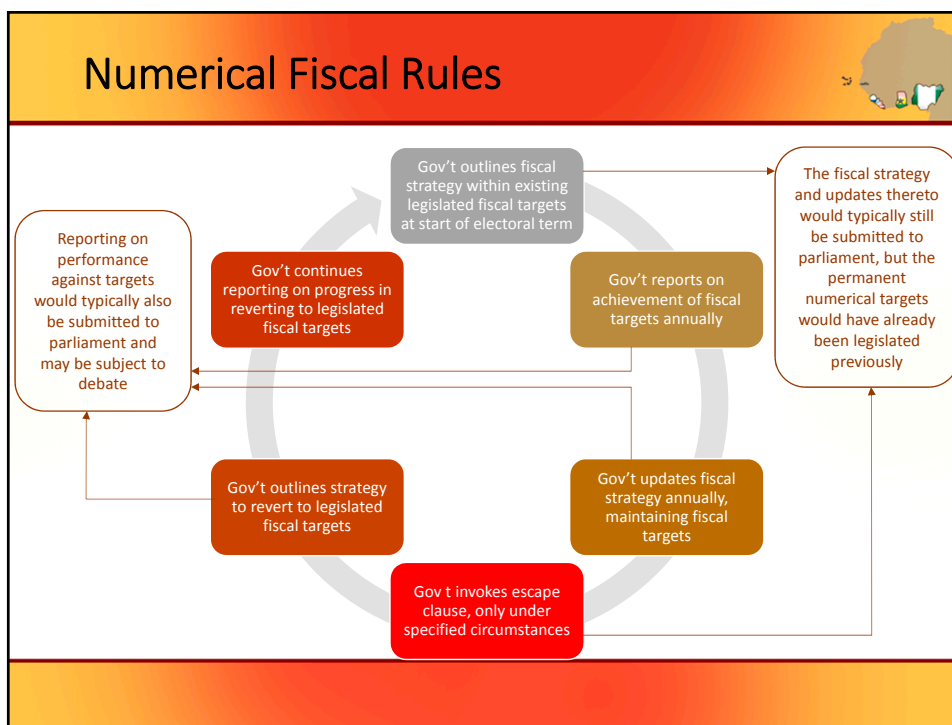 Numerical Fiscal Rules
Gov't outlines fiscal
strategy within existing
legislated fiscal targets
at start of electoral term
The fiscal strategy
and updates thereto
would typically still
be submitted to
parliament, but the
permanent
numerical targets
would have already
been legislated
previously
Reporting on
performance
against targets
would typically also
be submitted to
parliament and
may be subject to
debate
Gov't continues
reporting on progress in
reverting to legislated
fiscal targets
Gov't reports on
achievement of fiscal
targets annually
Gov't outlines strategy
to revert to legislated
fiscal targets
Gov't updates fiscal
strategy annually,
maintaining fiscal
targets
Gov t invokes escape
clause, only under
specified circumstances